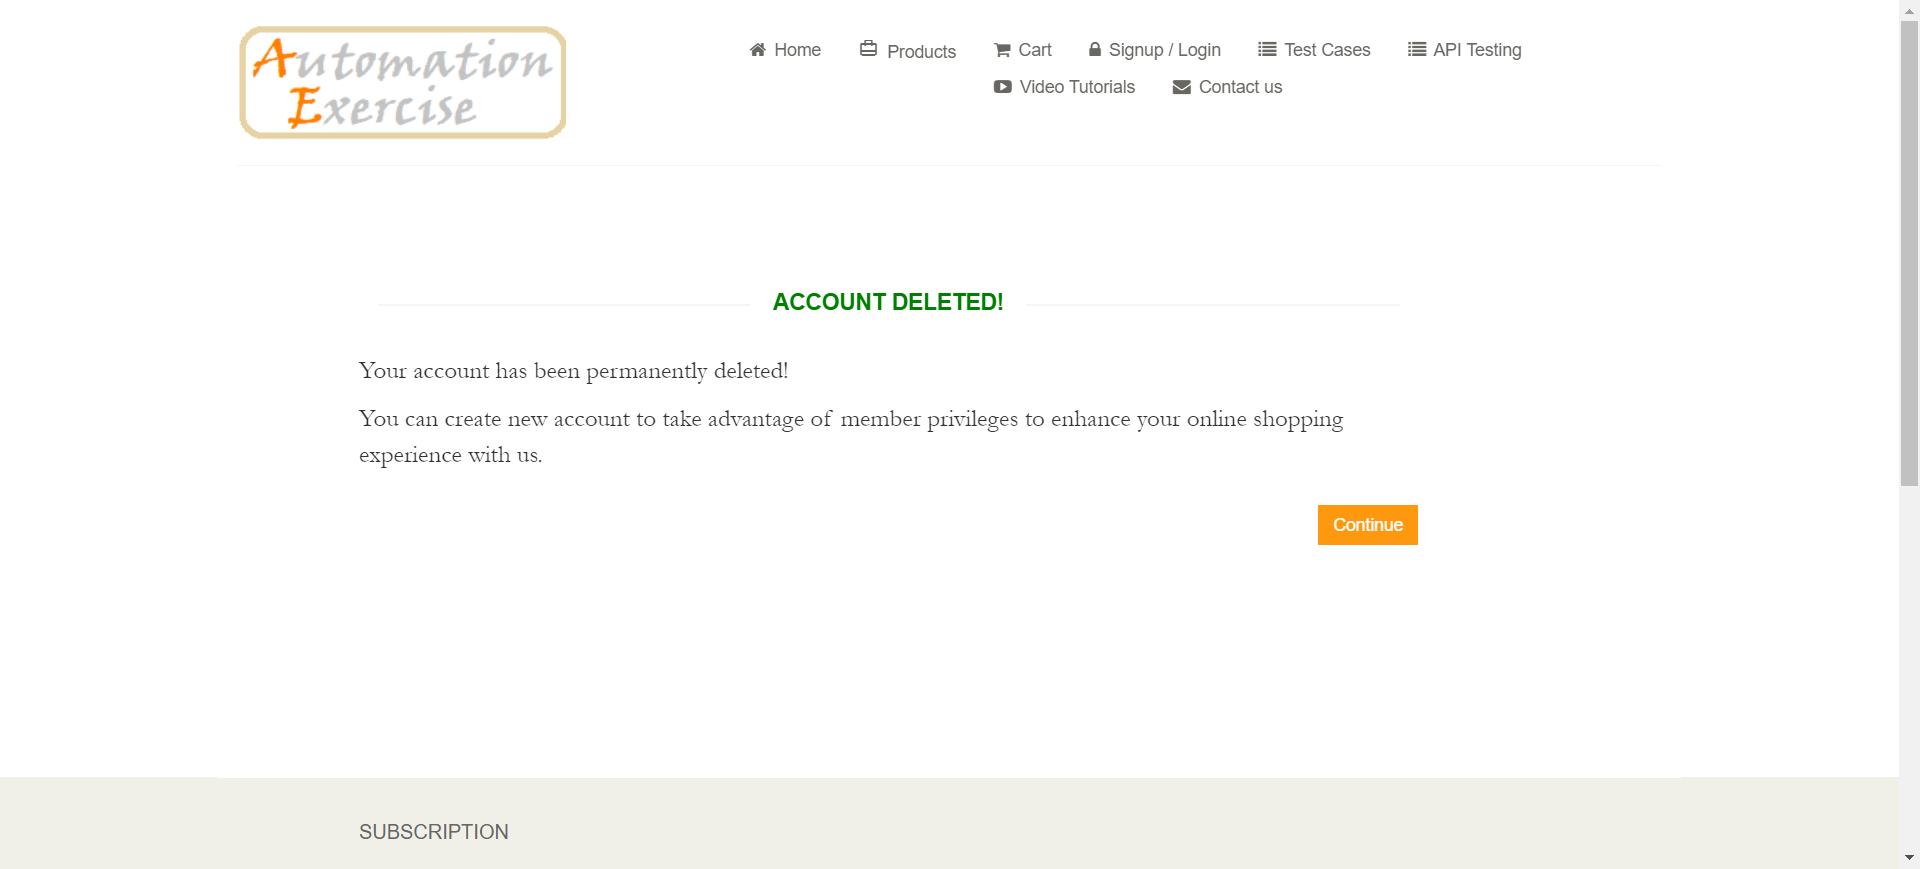 Automation
Exercise
Home
Products
Cart
Signup / Login
Test Cases
API Testing
Video Tutorials
Contact us
ACCOUNT DELETED!
Your account has been permanently deleted!
You can create new account to take advantage of member privileges to enhance your online shopping
experience with us.
Continue
SUBSCRIPTION